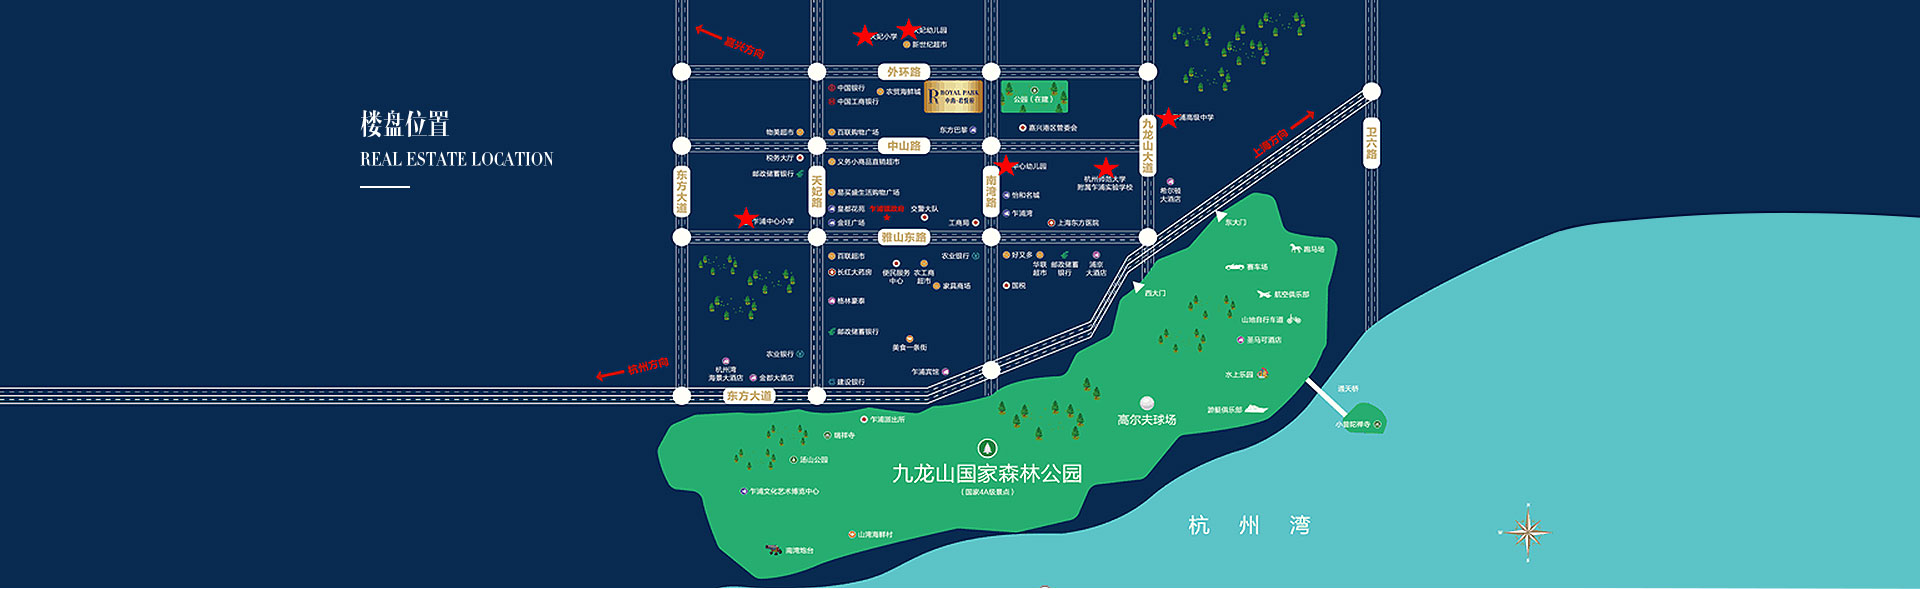 楼盘位置
REAL ESTATE LOCATION
嘉兴方向
天妃小学
天妃幼儿园
新世纪超市
外环路
中国银行
农贸海鲜城
中国工商银行
ROYAL PARK
公园(在建)
物美超市
百联购物广场
东方巴黎
嘉兴港区管委会
乍浦高级中学
九龙山大道
上海方向
卫六路
中山路
税务大厅
义务小商品直销超市
邮政储蓄银行
中心幼儿园
杭州师范大学
附属乍浦实验学校
东方大道
天妃路
南湾路
易买盛生活购物广场
怡和名城
希尔顿
大酒店
皇都花苑
乍浦镇政府
交警大队
乍浦湾
金旺广场
工商局
上海东方医院
乍浦中心小学
雅山东路
东大门
百联超市
农业银行
好又多
华联
超市
邮政储蓄
银行
浦京
大酒店
跑马场
长红大药房
便民服务
中心
农工商
超市
赛车场
家具商场
国税
西大门
航空俱乐部
格林豪泰
山地自行车道
邮政储蓄银行
美食一条街
圣马可酒店
农业银行
杭州湾
海景大酒店
金都大酒店
建设银行
乍浦宾馆
水上乐园
杭州方向
东方大道
通天桥
游艇俱乐部
小普陀禅寺
高尔夫球场
乍浦派出所
瑞祥寺
汤山公园
九龙山国家森林公园
(国家4A级景点)
乍浦文化艺术博览中心
杭州湾
山湾海鲜村
南湾炮台